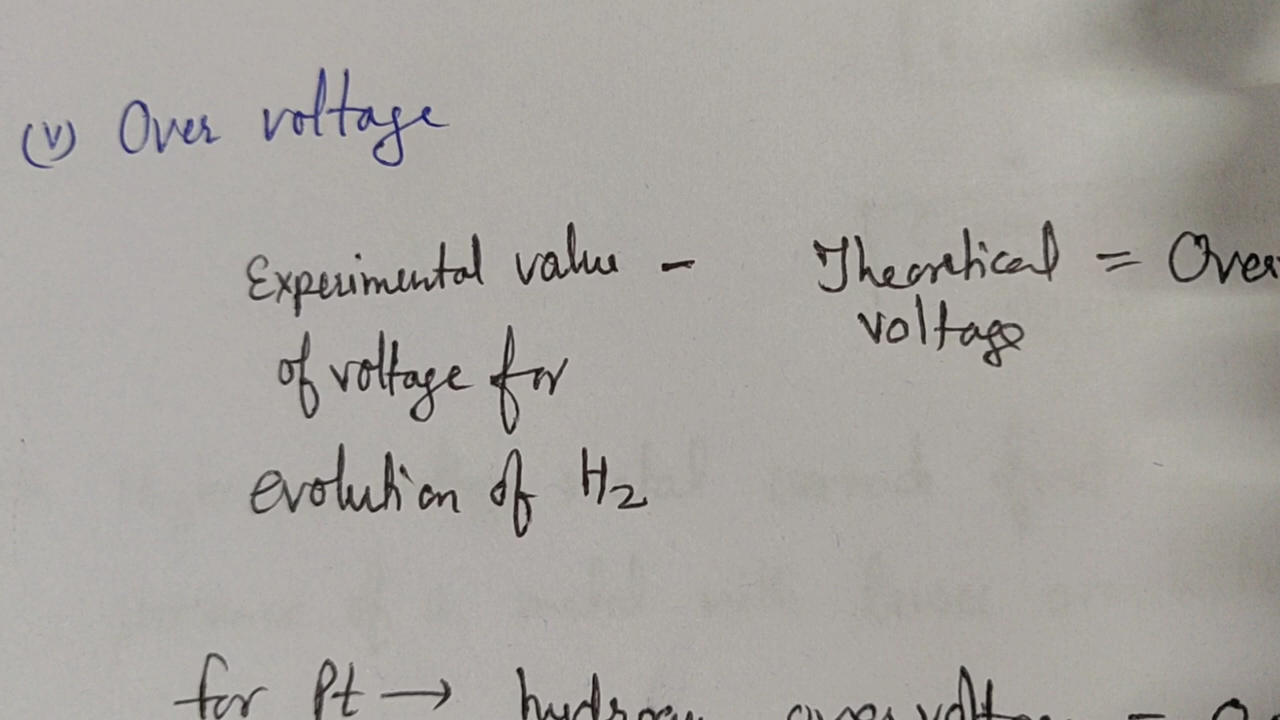 (v) Over voltage
Experimental value - Theoretical = Over
of voltage for voltage
evolution of H2
for Pt →